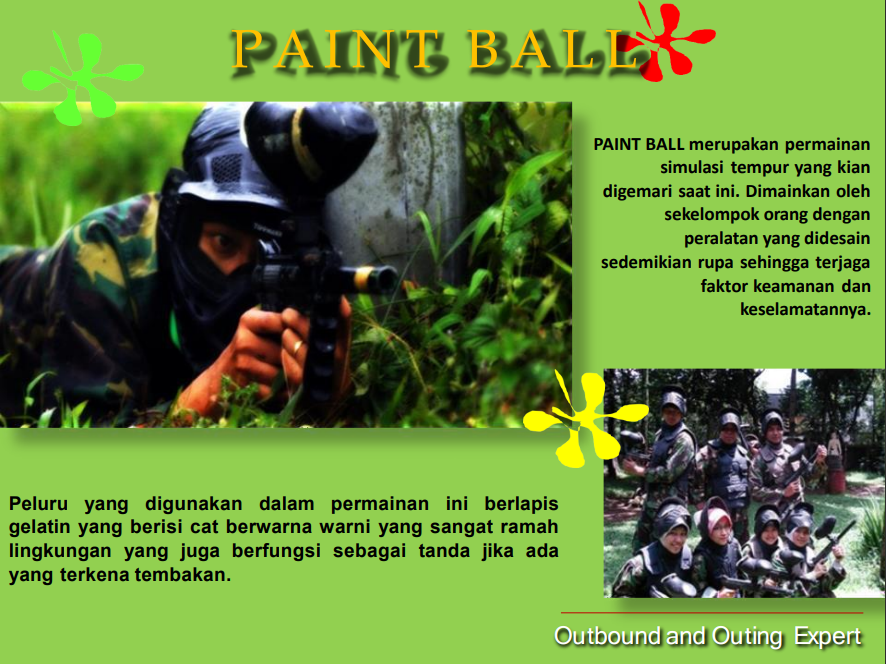 PAINT BALL
PAINT BALL merupakan permainan
simulasi tempur yang kian
digemari saat ini. Dimainkan oleh
sekelompok orang dengan
peralatan yang didesain
sedemikian rupa sehingga terjaga
faktor keamanan dan
keselamatannya.
Peluru yang digunakan dalam permainan ini berlapis
gelatin yang berisi cat berwarna warni yang sangat ramah
lingkungan yang juga berfungsi sebagai tanda jika ada
yang terkena tembakan.
Outbound and Outing Expert